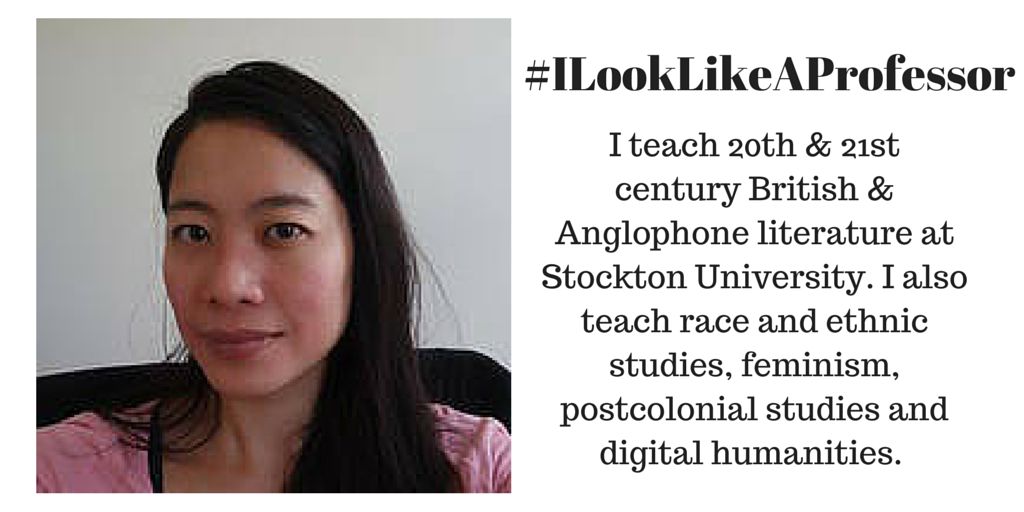 #ILookLikeAProfessor
I teach 20th & 21st
century British &
Anglophone literature at
Stockton University. I also
teach race and ethnic
studies, feminism,
postcolonial studies and
digital humanities.